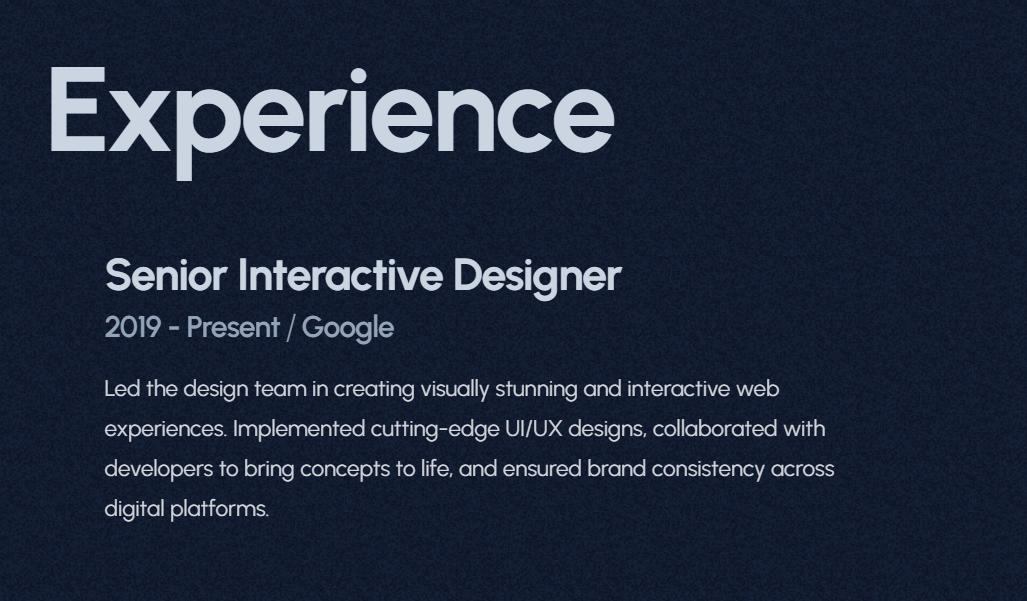 Experience
Senior Interactive Designer
2019 - Present / Google
Led the design team in creating visually stunning and interactive web
experiences. Implemented cutting-edge UI/UX designs, collaborated with
developers to bring concepts to life, and ensured brand consistency across
digital platforms.